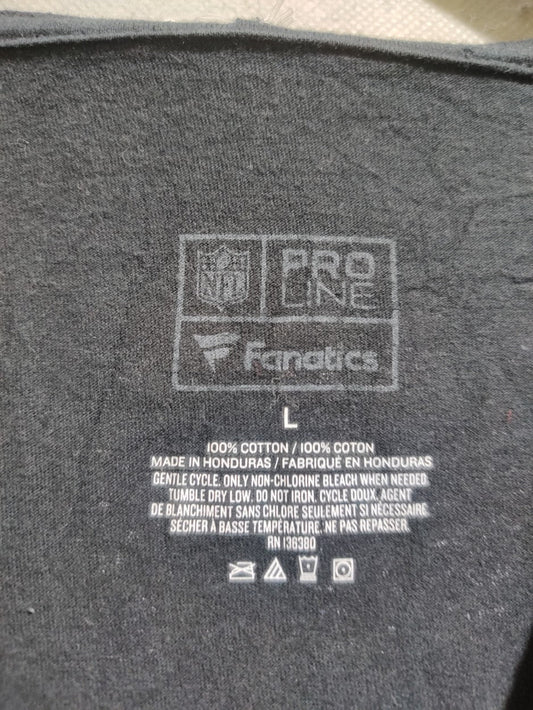 NFL
PRO
LINE
Fanatics
L
100% COTTON / 100% COTON
MADE IN HONDURAS / FABRIQUÉ EN HONDURAS
GENTLE CYCLE. ONLY NON-CHLORINE BLEACH WHEN NEEDED.
TUMBLE DRY LOW. DO NOT IRON. CYCLE DOUX. AGENT
DE BLANCHIMENT SANS CHLORE SEULEMENT SI NÉCESSAIRE.
SÉCHER À BASSE TEMPÉRATURE. NE PAS REPASSER.
RN 136380